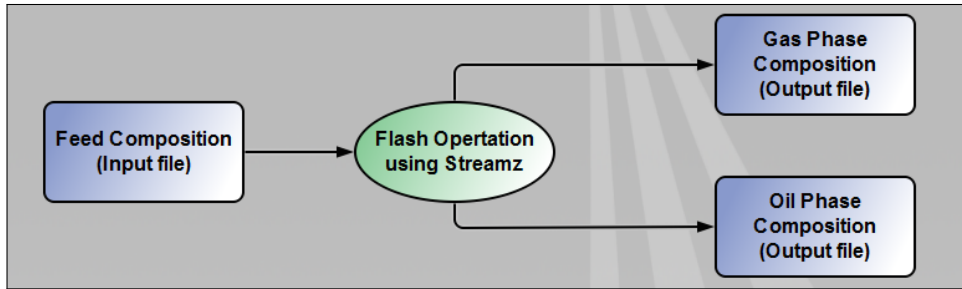 Feed Composition
(Input file)
Flash Opertation
using Streamz
Gas Phase
Composition
(Output file)
Oil Phase
Composition
(Output file)